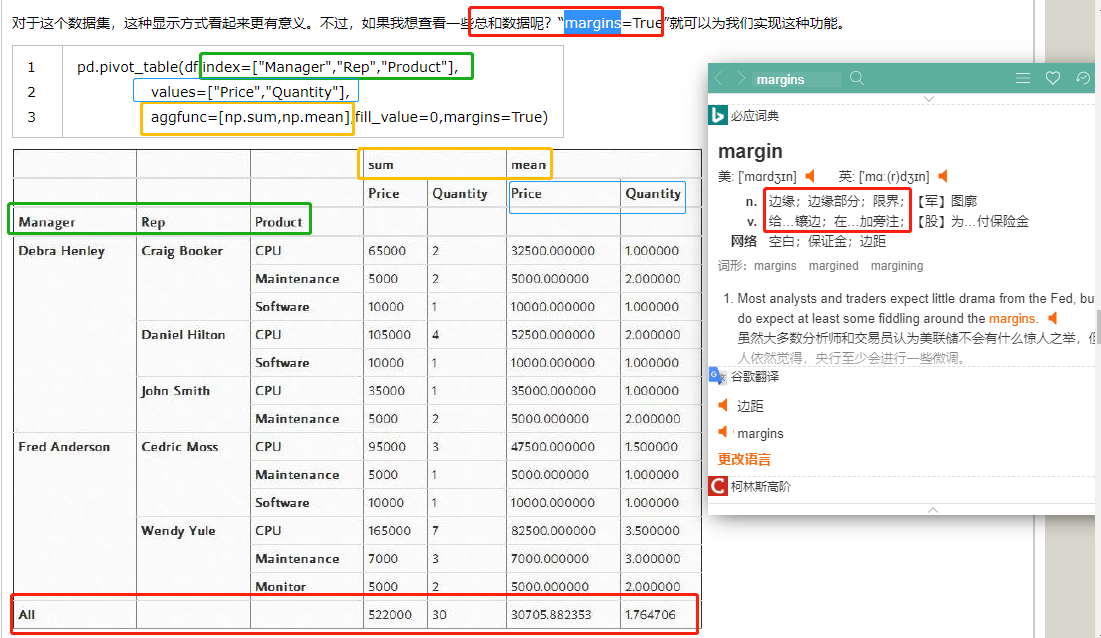 对于这个数据集，这种显示方式看起来更有意义。不过，如果我想查看一些总和数据呢？“margins=True”就可以为我们实现这种功能。
1 pd.pivot_table(df,index=["Manager","Rep","Product"],
2 values=["Price","Quantity"],
3 aggfunc=[np.sum,np.mean],fill_value=0,margins=True)
sum mean
Price Quantity Price Quantity
Manager Rep Product
Debra Henley Craig Booker CPU 65000 2 32500.000000 1.000000
Maintenance 5000 2 5000.000000 2.000000
Software 10000 1 10000.000000 1.000000
Daniel Hilton CPU 105000 4 52500.000000 2.000000
Software 10000 1 10000.000000 1.000000
John Smith CPU 35000 1 35000.000000 1.000000
Maintenance 5000 2 5000.000000 2.000000
Fred Anderson Cedric Moss CPU 95000 3 47500.000000 1.500000
Maintenance 5000 1 5000.000000 1.000000
Software 10000 1 10000.000000 1.000000
Wendy Yule CPU 165000 7 82500.000000 3.500000
Maintenance 7000 3 7000.000000 3.000000
Monitor 5000 2 5000.000000 2.000000
All 522000 30 30705.882353 1.764706
margins
必应词典
margin
美: ['mɑrdʒɪn] 英: ['mɑː(r)dʒɪn]
n. 边缘；边缘部分；限界；【军】图廓
v. 给…镶边；在…加旁注；【股】为…付保险金
网络 空白；保证金；边距
词形: margins margined margining
1. Most analysts and traders expect little drama from the Fed, bu
do expect at least some fiddling around the margins.
虽然大多数分析师和交易员认为美联储不会有什么惊人之举，但
人依然觉得，央行至少会进行一些微调。
谷歌翻译
边距
margins
更改语言
C 柯林斯高阶